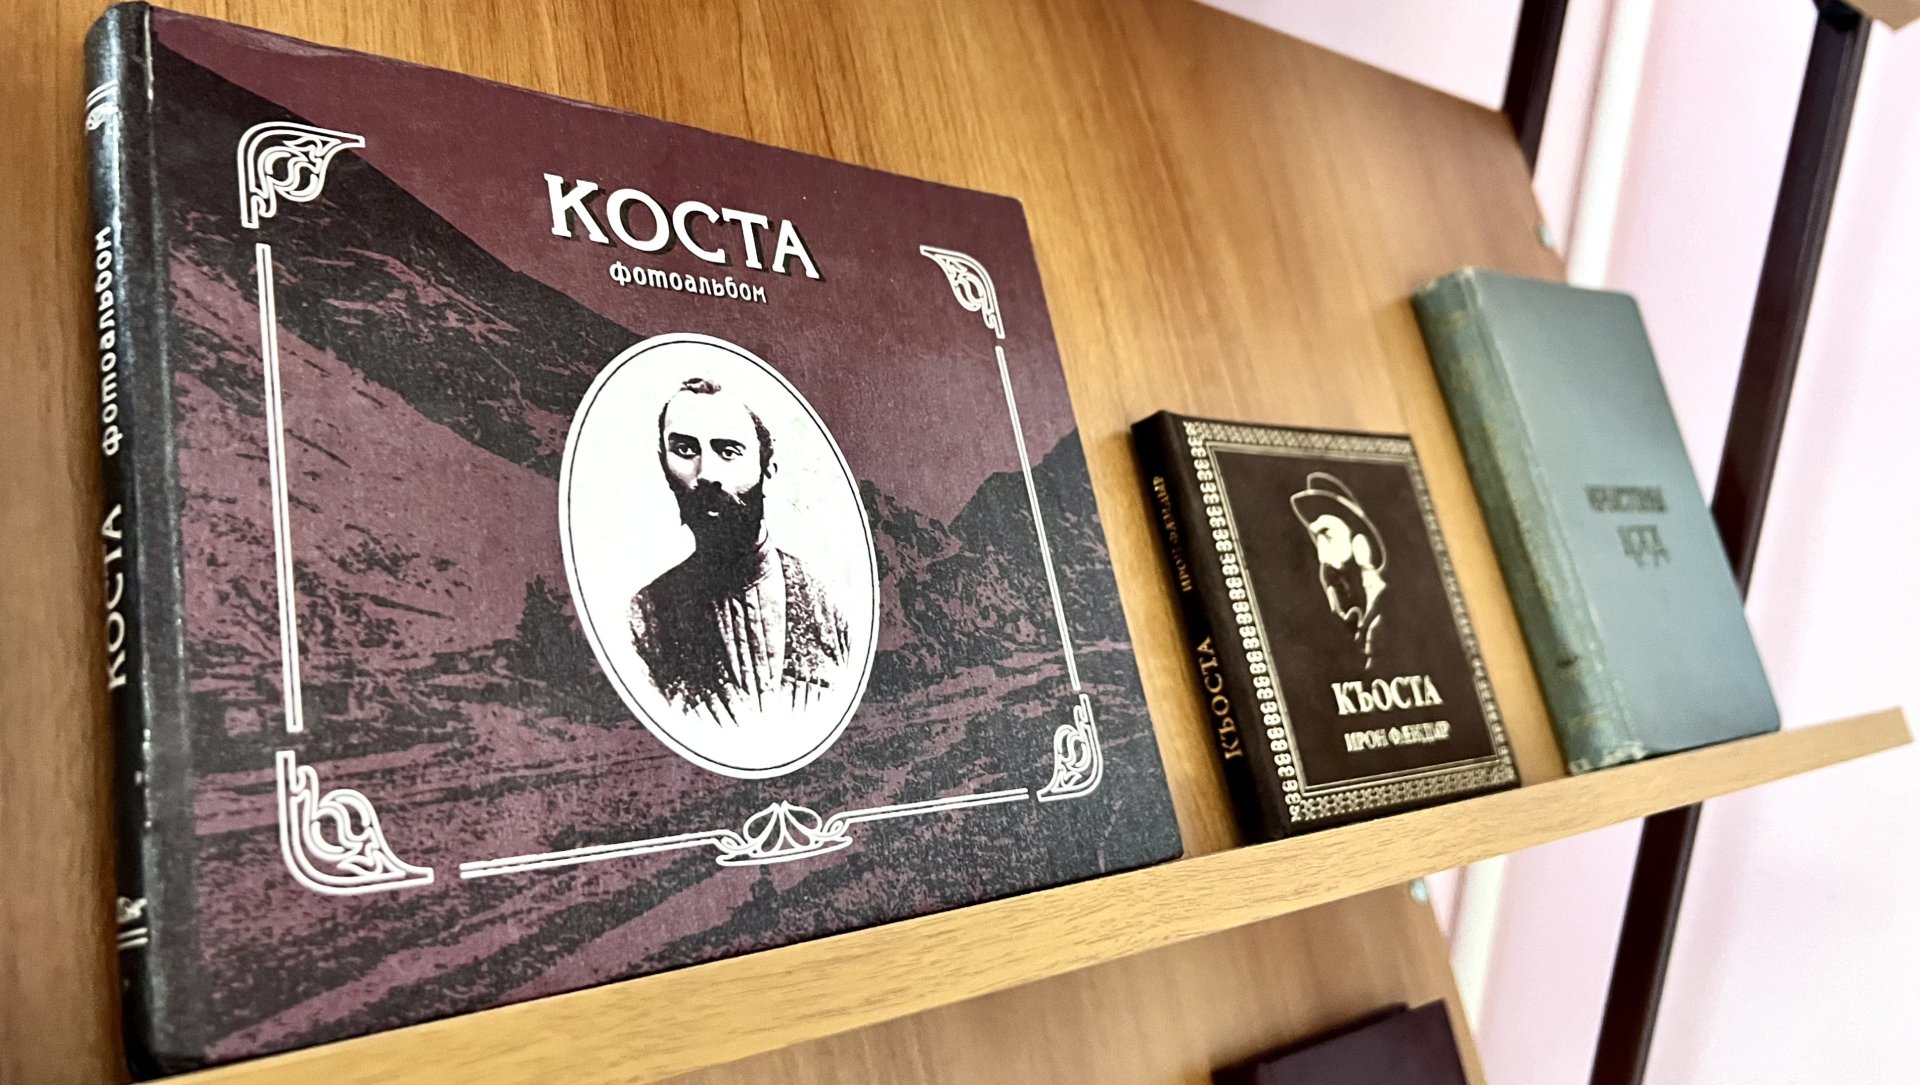 КОСТА
фотоальбом
КОСТА фотоальбом
КЪОСТА
ИРОН ФÆНДЫР
КЪОСТА ИРОН ФÆНДЫР